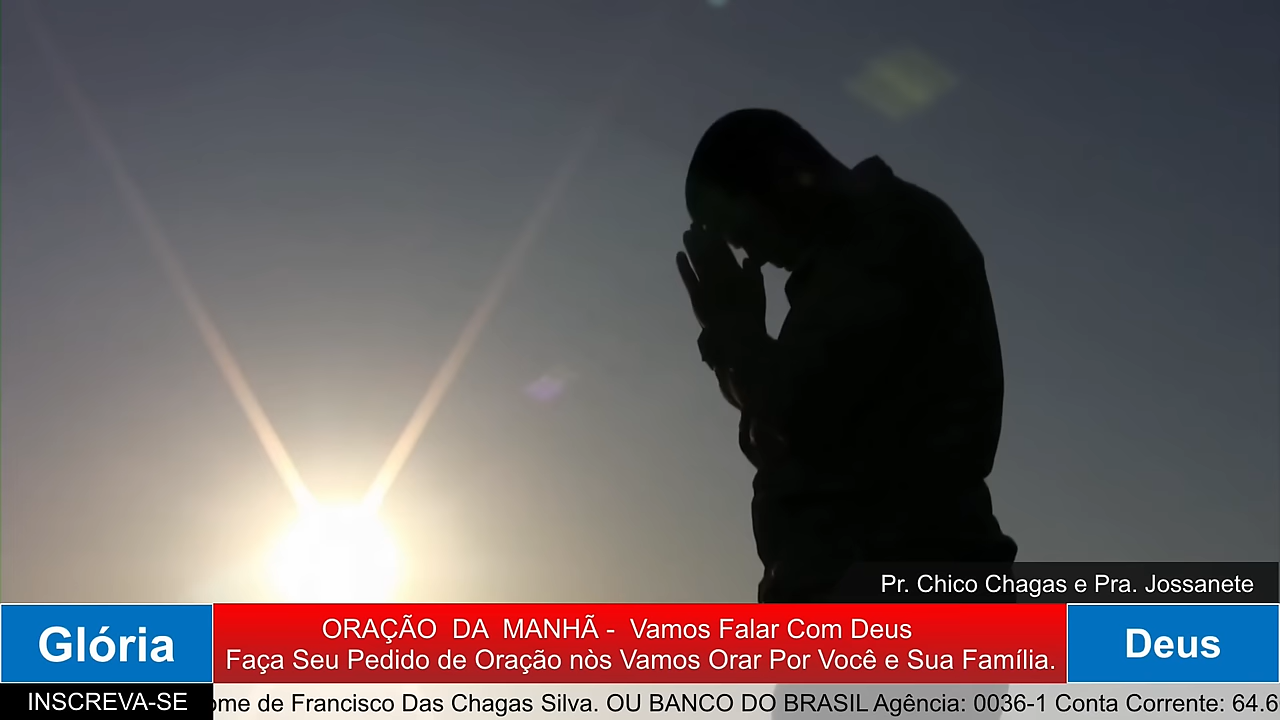 Pr. Chico Chagas e Pra. Jossanete
Glória
ORAÇÃO DA MANHÃ - Vamos Falar Com Deus
Faça Seu Pedido de Oração nòs Vamos Orar Por Você e Sua Família.
Deus
INSCREVA-SE
ome de Francisco Das Chagas Silva. OU BANCO DO BRASIL Agência: 0036-1 Conta Corrente: 64.6